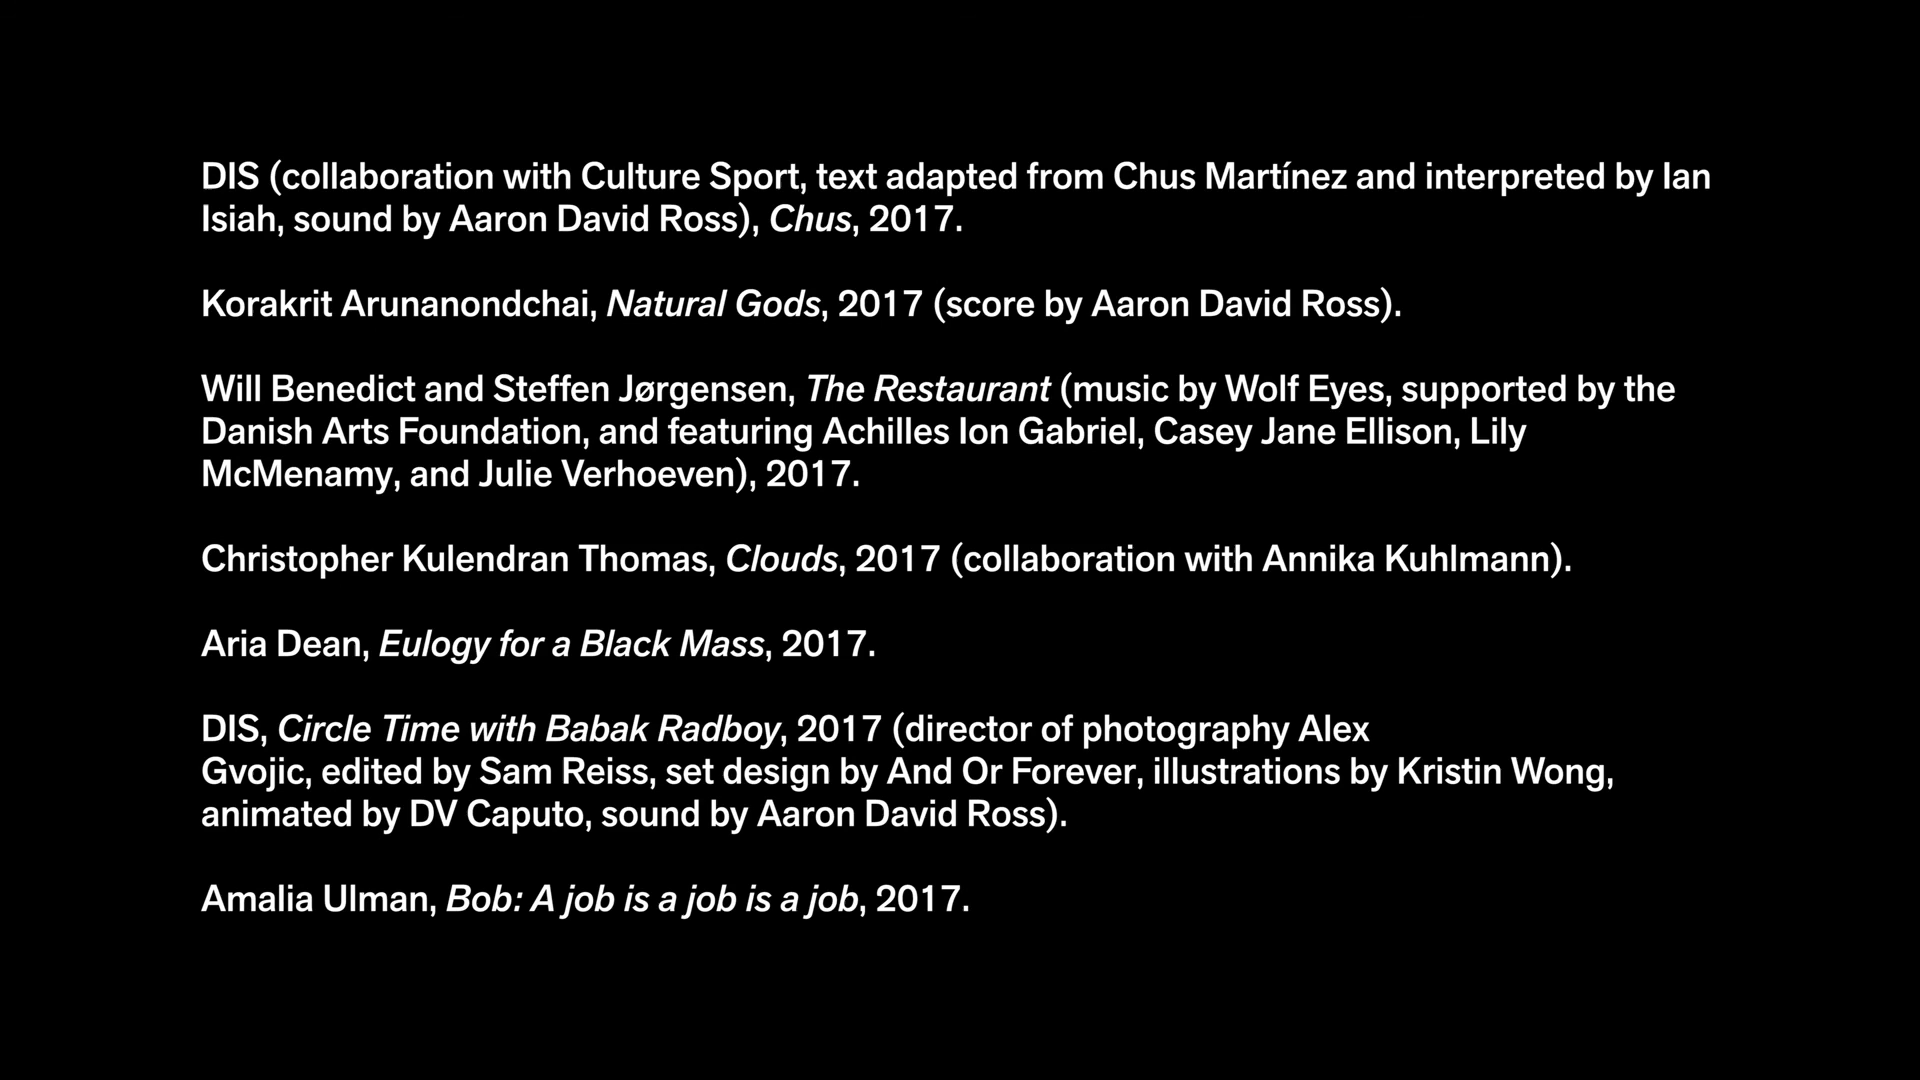 DIS (collaboration with Culture Sport, text adapted from Chus Martínez and interpreted by Ian
Isiah, sound by Aaron David Ross), Chus, 2017.
Korakrit Arunanondchai, Natural Gods, 2017 (score by Aaron David Ross).
Will Benedict and Steffen Jørgensen, The Restaurant (music by Wolf Eyes, supported by the
Danish Arts Foundation, and featuring Achilles Ion Gabriel, Casey Jane Ellison, Lily
McMenamy, and Julie Verhoeven), 2017.
Christopher Kulendran Thomas, Clouds, 2017 (collaboration with Annika Kuhlmann).
Aria Dean, Eulogy for a Black Mass, 2017.
DIS, Circle Time with Babak Radboy, 2017 (director of photography Alex
Gvojic, edited by Sam Reiss, set design by And Or Forever, illustrations by Kristin Wong,
animated by DV Caputo, sound by Aaron David Ross).
Amalia Ulman, Bob: A job is a job is a job, 2017.